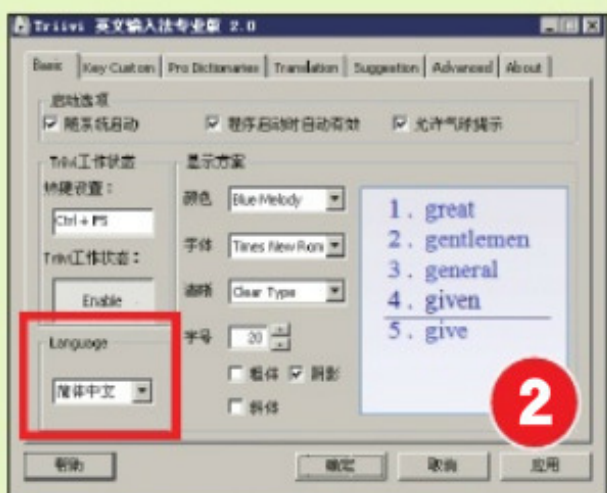 Triivi 英文输入法专业版 2.0
Basic Key Custom Pro Dictionaries Translation Suggestion Advanced About
启动选项
随系统启动 程序启动时自动有效 允许气球提示
Triivi工作状态 显示方案
热键设置：
Ctrl + F5
Triivi工作状态：
Enable
颜色 Blue Melody
字体 Times New Rom
清晰 Clear Type
字号 20
粗体 阴影
斜体
1. great
2. gentlemen
3. general
4. given
5. give
Language
简体中文
2
帮助 确定 取消 应用